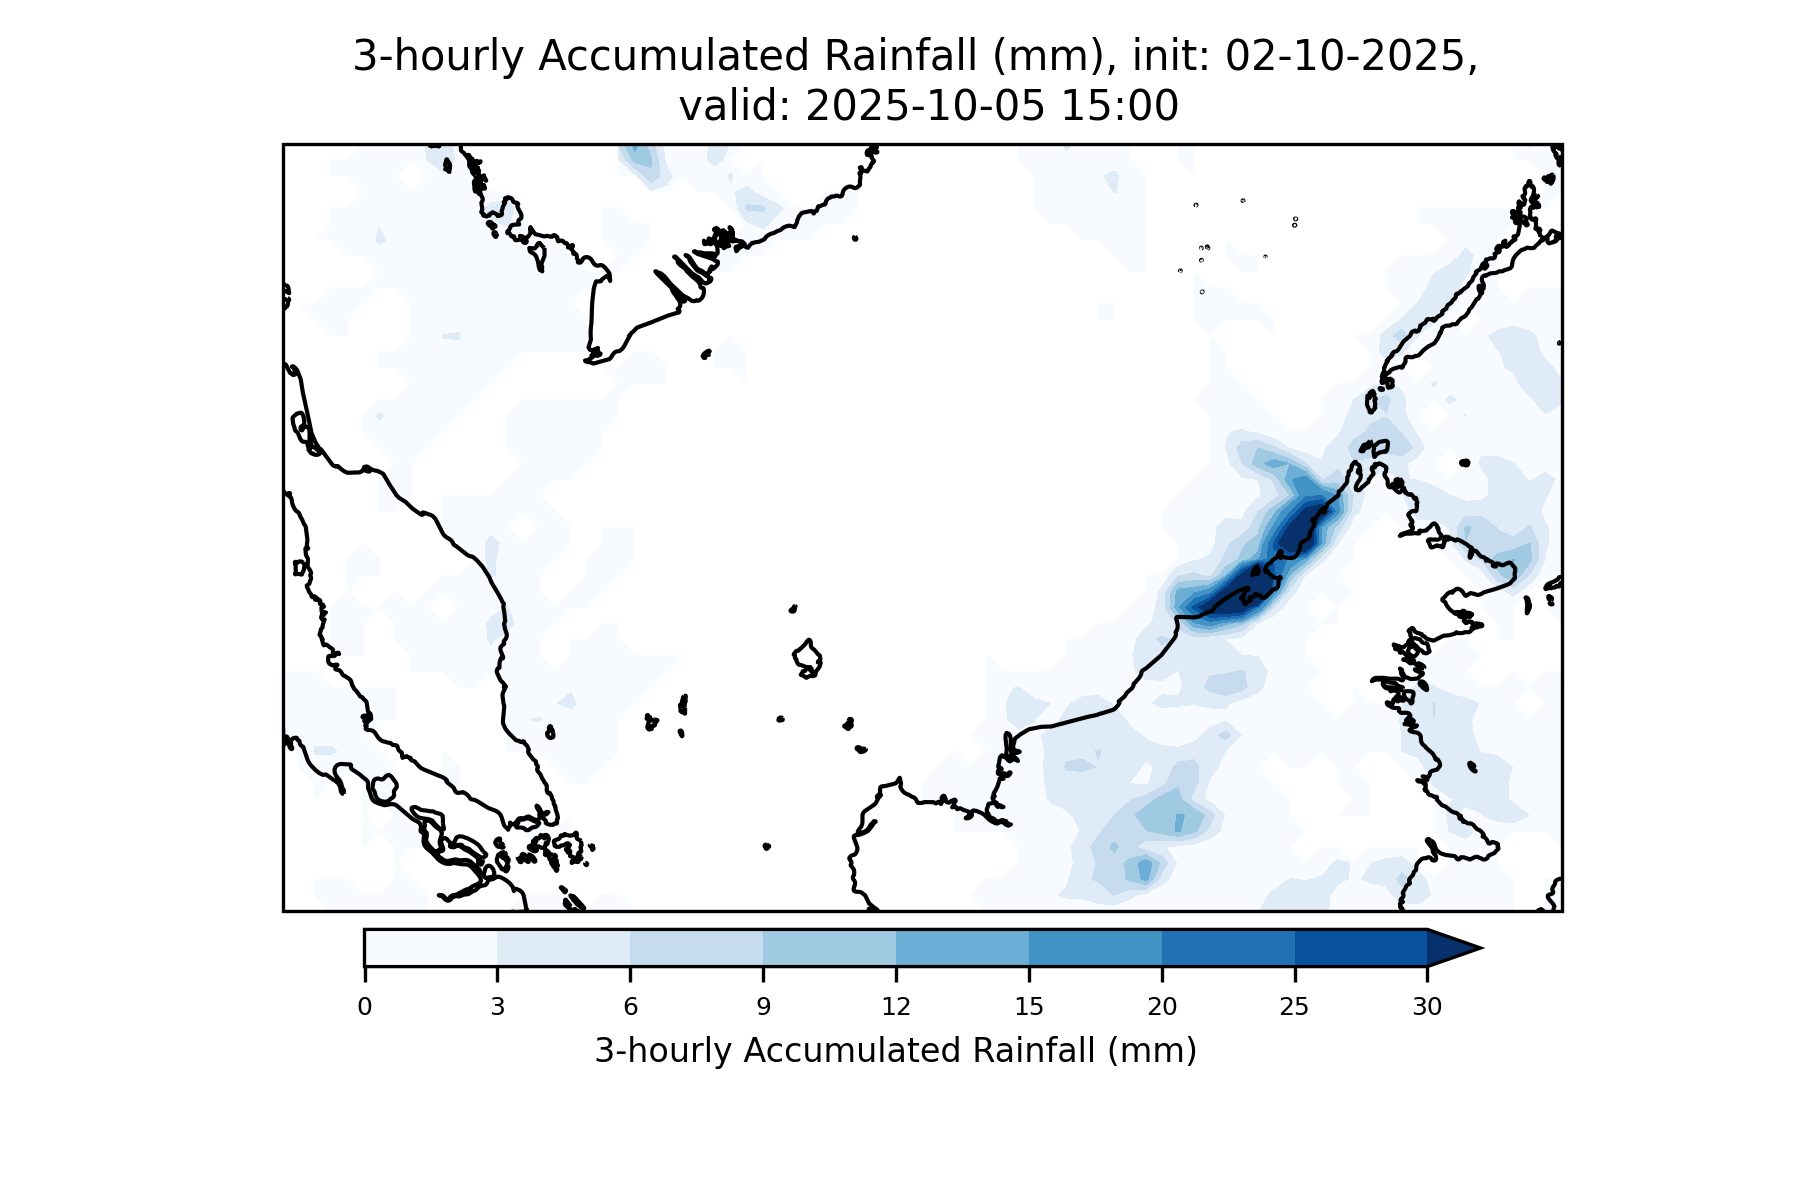 3-hourly Accumulated Rainfall (mm), init: 02-10-2025,
valid: 2025-10-05 15:00
0 3 6 9 12 15 20 25 30
3-hourly Accumulated Rainfall (mm)